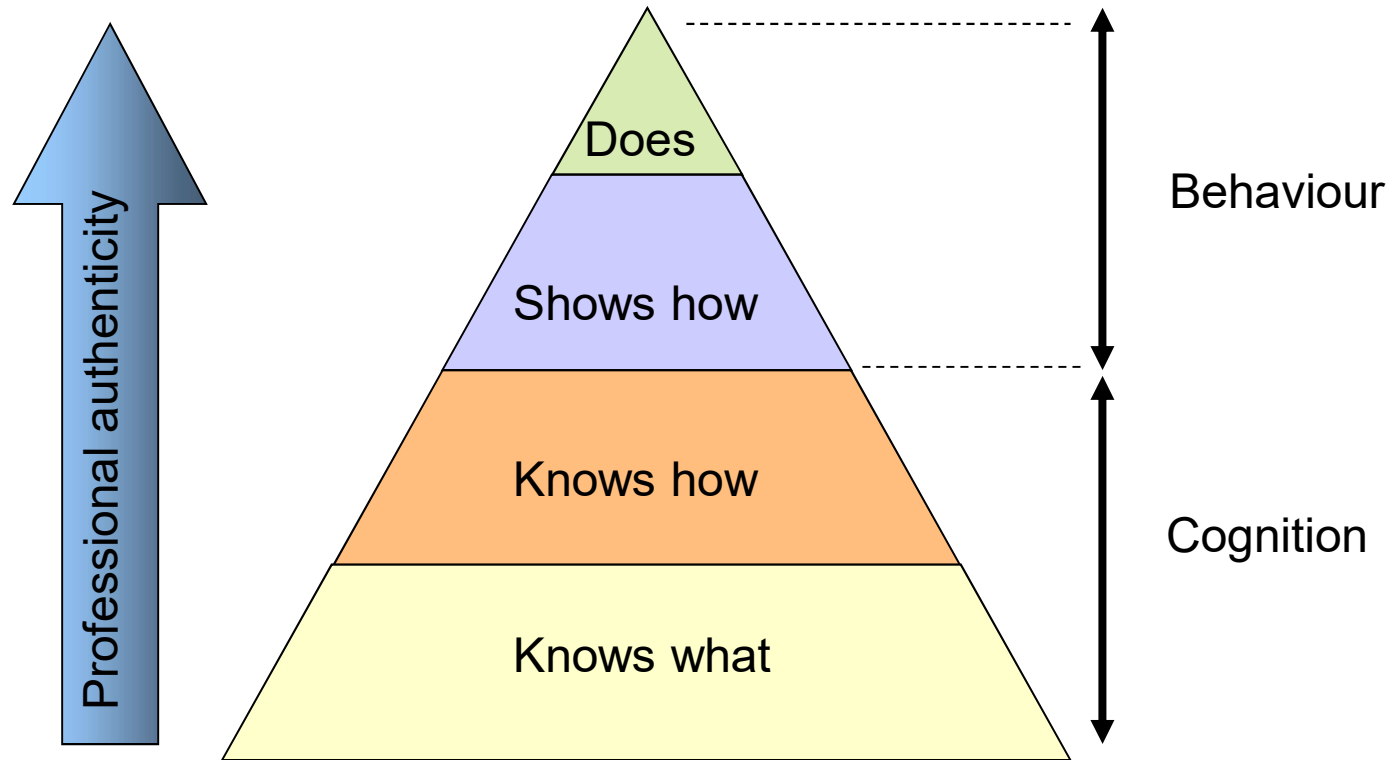 Professional authenticity
Does
Shows how
Knows how
Knows what
Behaviour
Cognition